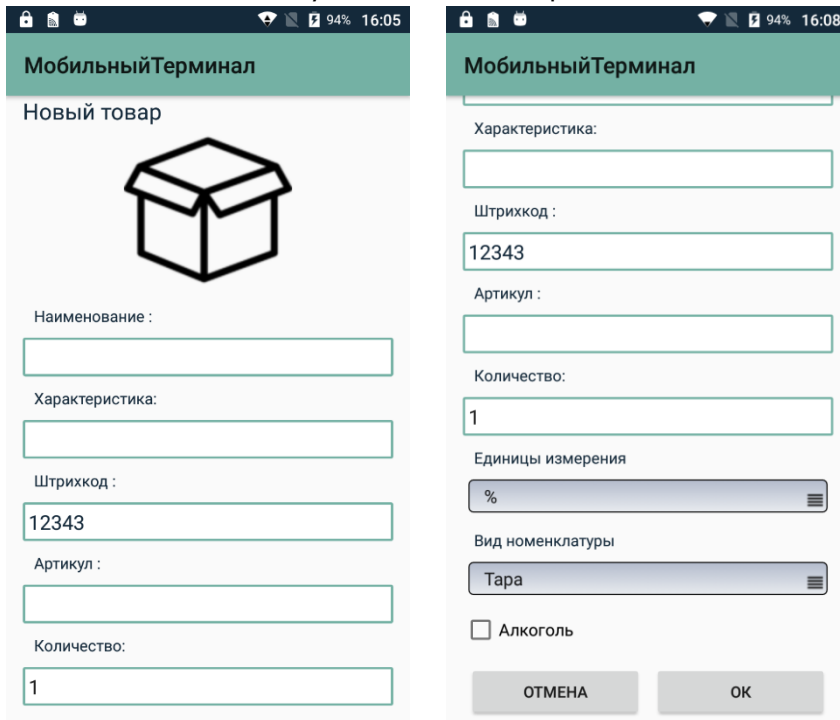 94% 16:05
МобильныйТерминал
Новый товар
Наименование :
Характеристика:
Штрихкод :
12343
Артикул :
Количество:
1
94% 16:08
МобильныйТерминал
Характеристика:
Штрихкод :
12343
Артикул :
Количество:
1
Единицы измерения
%
Вид номенклатуры
Тара
Алкоголь
ОТМЕНА ОК